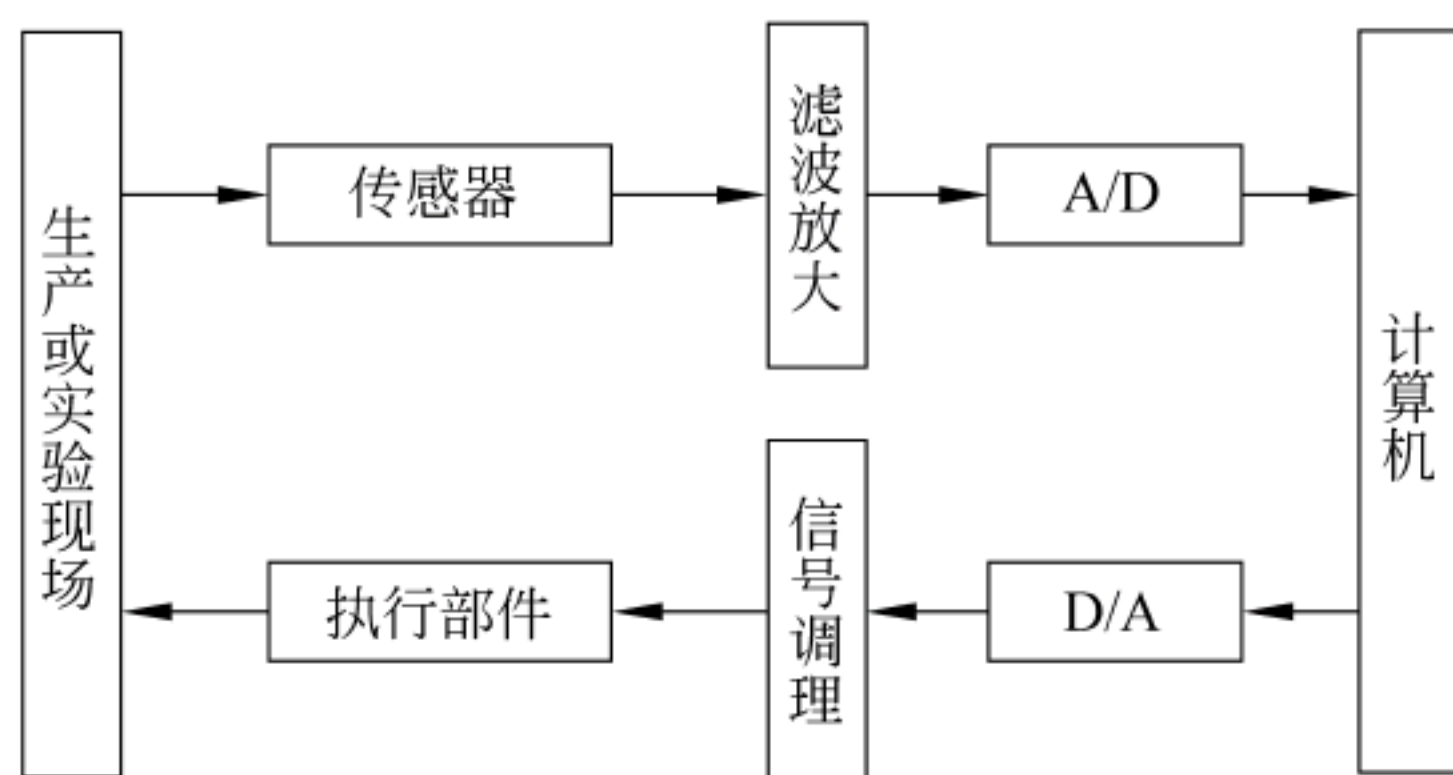 生产或实验现场
传感器
滤波放大
A/D
计算机
执行部件
信号调理
D/A